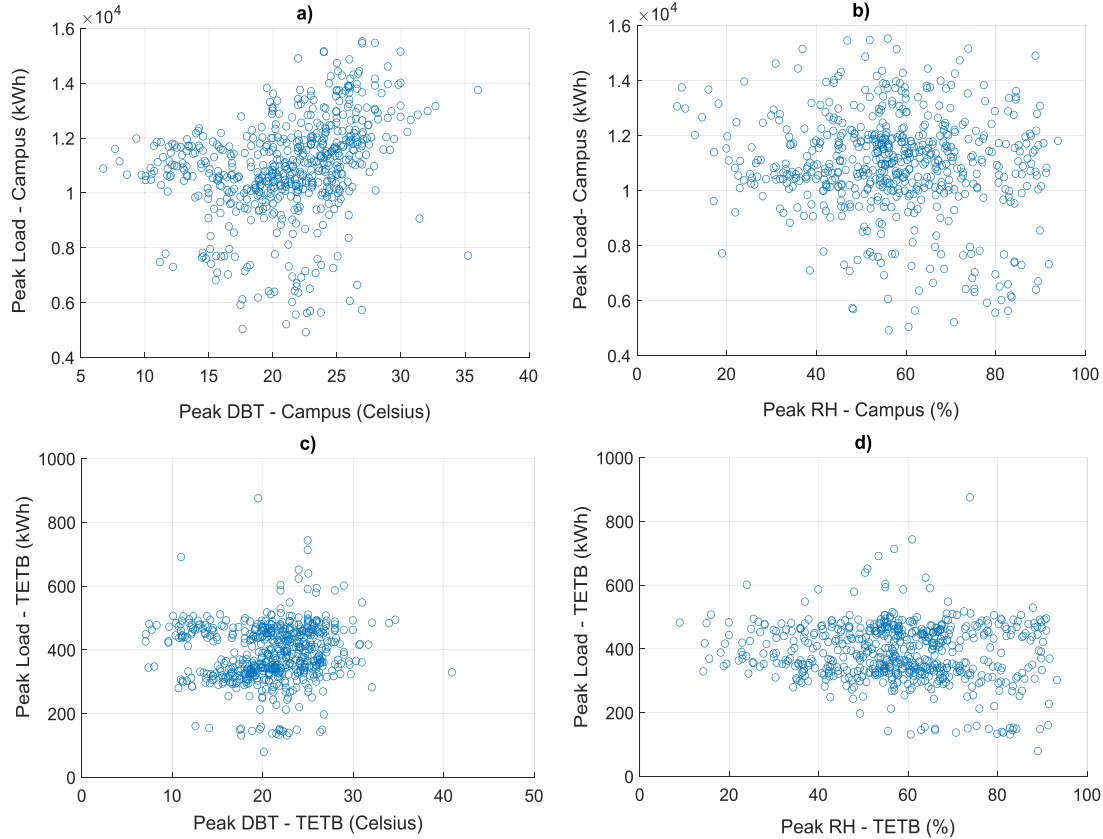 a)
×10⁴
1.6
1.4
1.2
1.0
0.8
0.6
0.4
5 10 15 20 25 30 35 40
Peak Load - Campus (kWh)
Peak DBT - Campus (Celsius)
b)
×10⁴
1.6
1.4
1.2
1
0.8
0.6
0.4
0 20 40 60 80 100
Peak Load- Campus (kWh)
Peak RH - Campus (%)
c)
1000
800
600
400
200
0
0 10 20 30 40 50
Peak Load - TETB (kWh)
Peak DBT - TETB (Celsius)
d)
1000
800
600
400
200
0
0 20 40 60 80 100
Peak Load - TETB (kWh)
Peak RH - TETB (%)